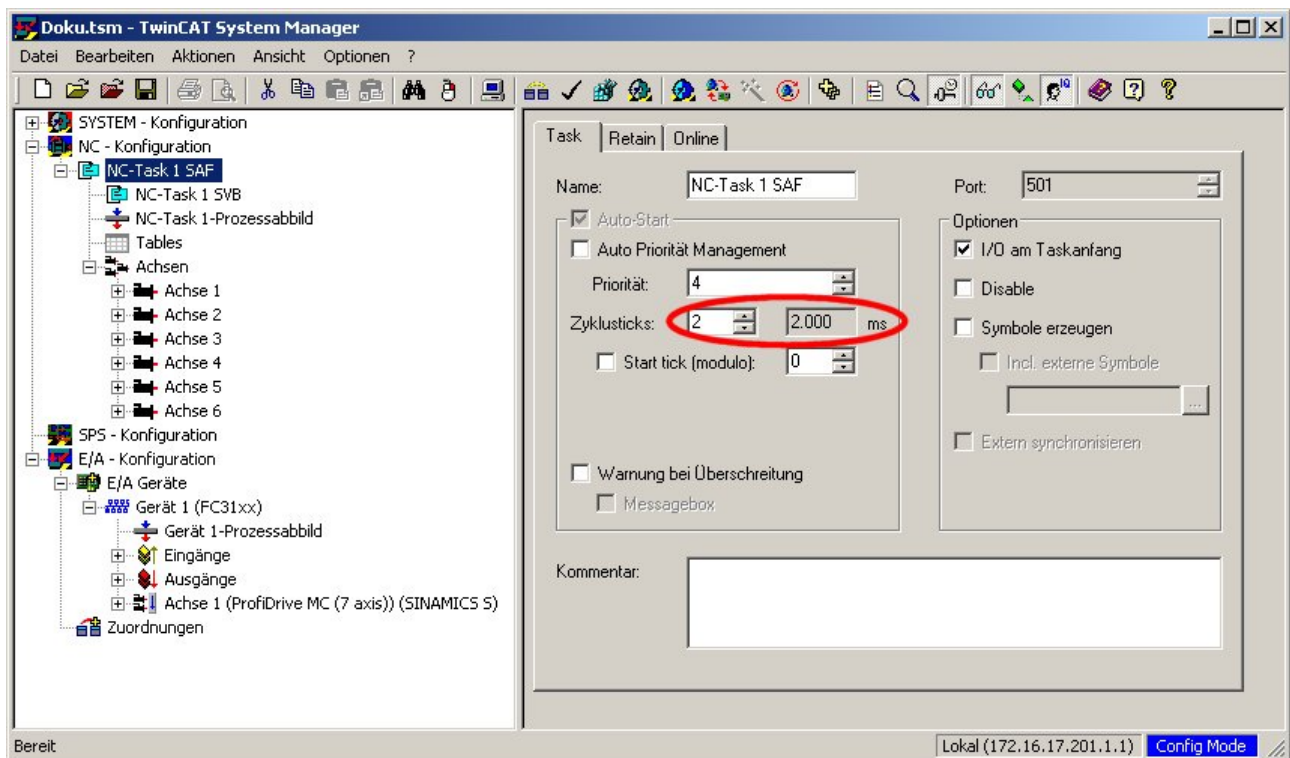 Doku.tsm - TwinCAT System Manager
Datei Bearbeiten Aktionen Ansicht Optionen ?
SYSTEM - Konfiguration
NC - Konfiguration
NC-Task 1 SAF
NC-Task 1 SVB
NC-Task 1-Prozessabbild
Tables
Achsen
Achse 1
Achse 2
Achse 3
Achse 4
Achse 5
Achse 6
SPS - Konfiguration
E/A - Konfiguration
E/A Geräte
Gerät 1 (FC31xx)
Gerät 1-Prozessabbild
Eingänge
Ausgänge
Achse 1 (ProfiDrive MC (7 axis)) (SINAMICS S)
Zuordnungen
Task Retain Online
Name: NC-Task 1 SAF
Auto-Start
Auto Priorität Management
Priorität: 4
Zyklusticks: 2 2.000 ms
Start tick (modulo): 0
Warnung bei Überschreitung
Messagebox
Port: 501
Optionen
I/O am Taskanfang
Disable
Symbole erzeugen
Incl. externe Symbole
...
Extern synchronisieren
Kommentar:
Bereit Lokal (172.16.17.201.1.1) Config Mode